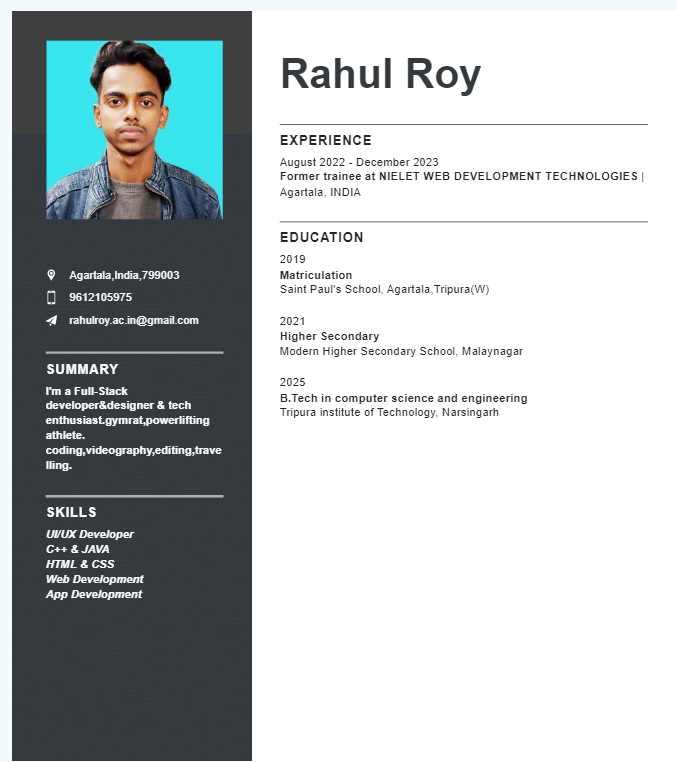 Rahul Roy
Agartala,India,799003
9612105975
rahulroy.ac.in@gmail.com
SUMMARY
I'm a Full-Stack
developer&designer & tech
enthusiast.gymrat,powerlifting
athlete.
coding,videography,editing,trave
lling.
SKILLS
UI/UX Developer
C++ & JAVA
HTML & CSS
Web Development
App Development
EXPERIENCE
August 2022 - December 2023
Former trainee at NIELET WEB DEVELOPMENT TECHNOLOGIES |
Agartala, INDIA
EDUCATION
2019
Matriculation
Saint Paul's School, Agartala,Tripura(W)
2021
Higher Secondary
Modern Higher Secondary School, Malaynagar
2025
B.Tech in computer science and engineering
Tripura institute of Technology, Narsingarh